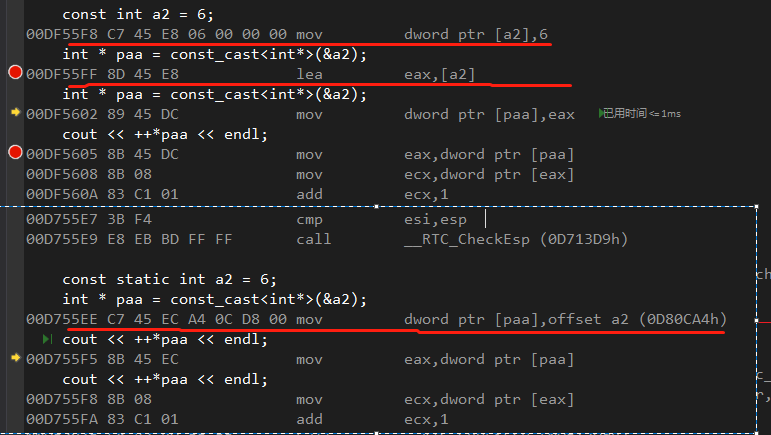 const int a2 = 6;
00DF55F8 C7 45 E8 06 00 00 00 mov dword ptr [a2],6
int * paa = const_cast<int*>(&a2);
00DF55FF 8D 45 E8 lea eax,[a2]
int * paa = const_cast<int*>(&a2);
00DF5602 89 45 DC mov dword ptr [paa],eax 已用时间<=1ms
cout << ++*paa << endl;
00DF5605 8B 45 DC mov eax,dword ptr [paa]
00DF5608 8B 08 mov ecx,dword ptr [eax]
00DF560A 83 C1 01 add ecx,1
00D755E7 3B F4 cmp esi,esp
00D755E9 E8 EB BD FF FF call __RTC_CheckEsp (0D713D9h)
ch
const static int a2 = 6;
int * paa = const_cast<int*>(&a2);
00D755EE C7 45 EC A4 0C D8 00 mov dword ptr [paa],offset a2 (0D80CA4h)
cout << ++*paa << endl;
00D755F5 8B 45 EC mov eax,dword ptr [paa]
cout << ++*paa << endl;
c_
00D755F8 8B 08 mov ecx,dword ptr [eax]
r,
00D755FA 83 C1 01 add ecx,1